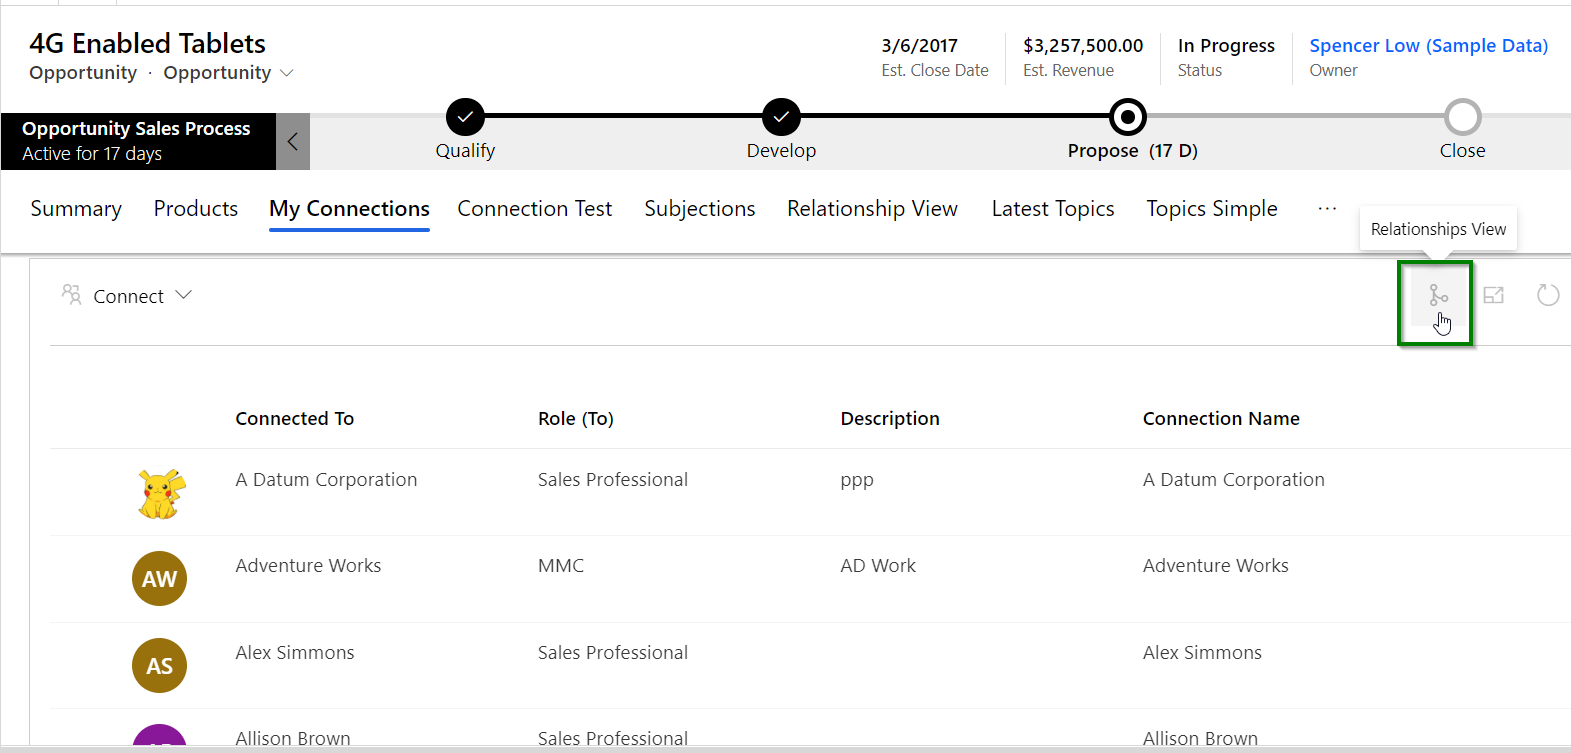 4G Enabled Tablets
Opportunity · Opportunity
3/6/2017
Est. Close Date
$3,257,500.00
Est. Revenue
In Progress
Status
Spencer Low (Sample Data)
Owner
Opportunity Sales Process
Active for 17 days
Qualify
Develop
Propose (17 D)
Close
Summary Products My Connections Connection Test Subjections Relationship View Latest Topics Topics Simple ...
Relationships View
Connect
Connected To Role (To) Description Connection Name
A Datum Corporation Sales Professional ppp A Datum Corporation
AW Adventure Works MMC AD Work Adventure Works
AS Alex Simmons Sales Professional Alex Simmons
Allison Brown Sales Professional Allison Brown